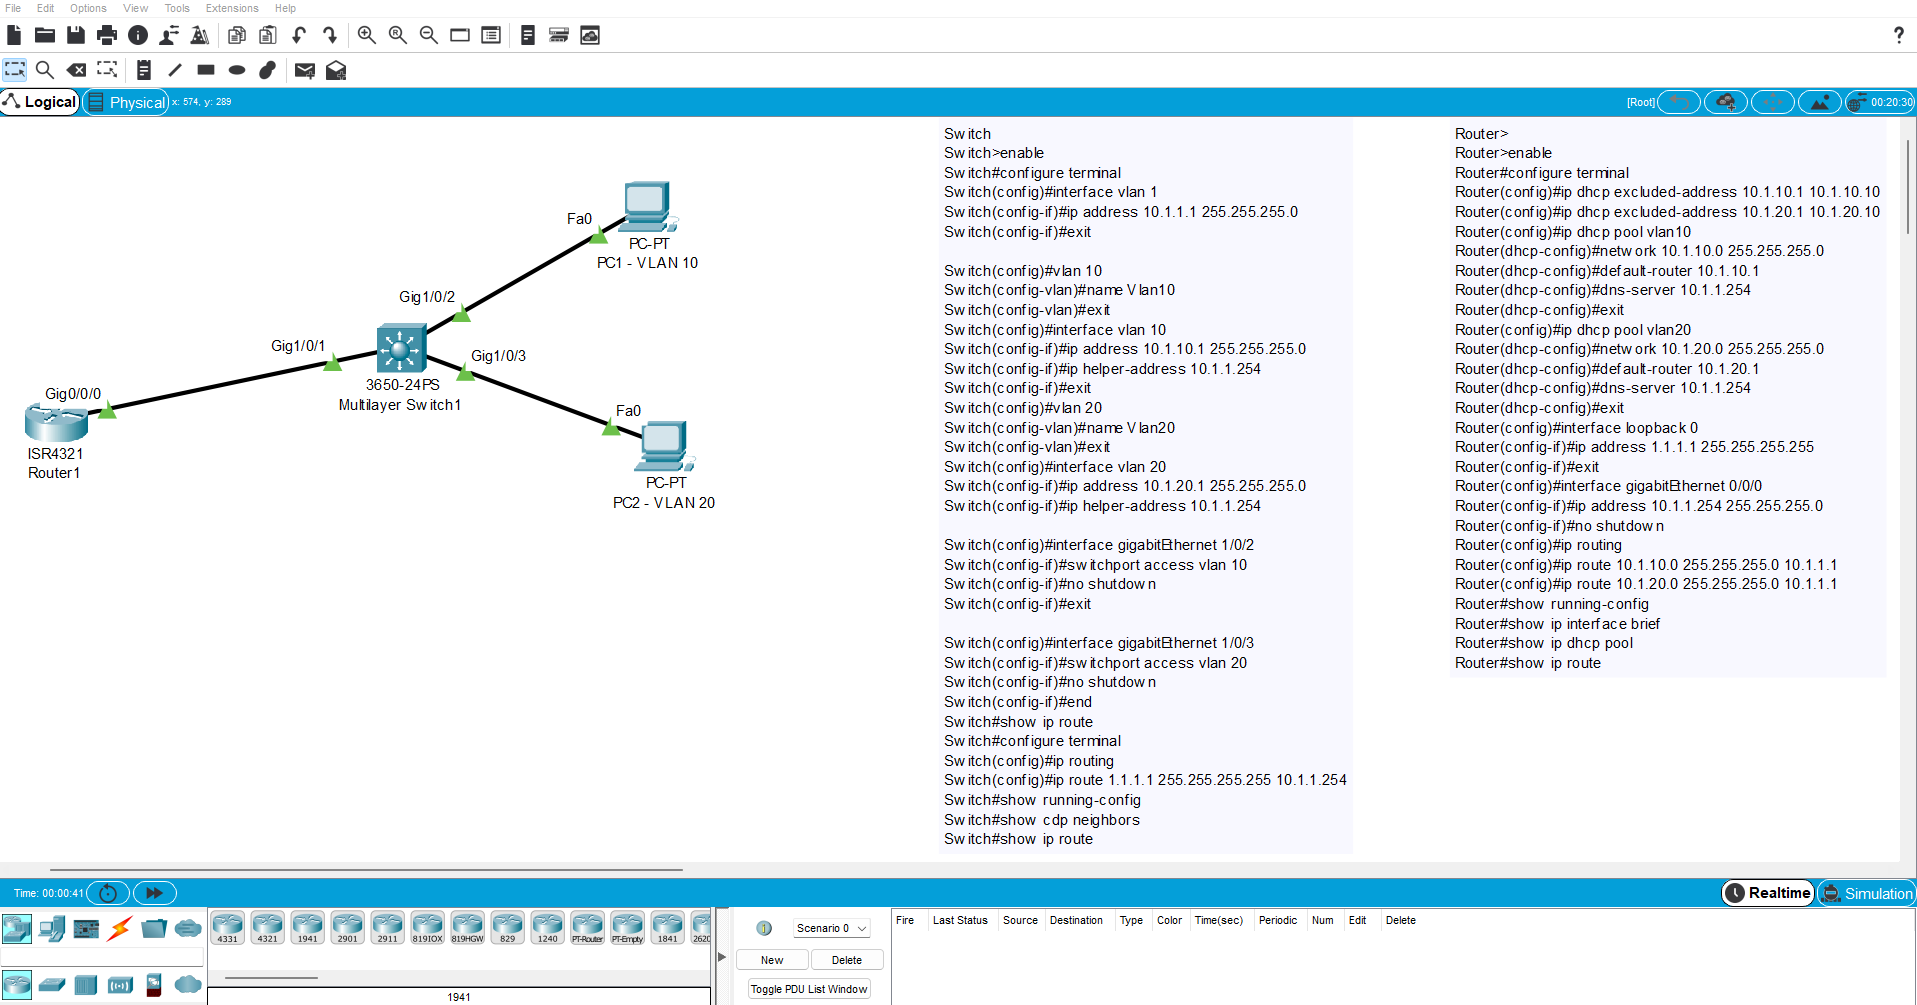 File Edit Options View Tools Extensions Help
?
Logical Physical x: 574, y: 289 [Root] 00:20:30
Fa0
PC-PT
PC1 - VLAN 10
Gig1/0/2
Gig1/0/1
Gig1/0/3
3650-24PS
Multilayer Switch1
Gig0/0/0
ISR4321
Router1
Fa0
PC-PT
PC2 - VLAN 20
Switch
Switch>enable
Switch#configure terminal
Switch(config)#interface vlan 1
Switch(config-if)#ip address 10.1.1.1 255.255.255.0
Switch(config-if)#exit
Switch(config)#vlan 10
Switch(config-vlan)#name Vlan10
Switch(config-vlan)#exit
Switch(config)#interface vlan 10
Switch(config-if)#ip address 10.1.10.1 255.255.255.0
Switch(config-if)#ip helper-address 10.1.1.254
Switch(config-if)#exit
Switch(config)#vlan 20
Switch(config-vlan)#name Vlan20
Switch(config-vlan)#exit
Switch(config)#interface vlan 20
Switch(config-if)#ip address 10.1.20.1 255.255.255.0
Switch(config-if)#ip helper-address 10.1.1.254
Switch(config)#interface gigabitEthernet 1/0/2
Switch(config-if)#switchport access vlan 10
Switch(config-if)#no shutdown
Switch(config-if)#exit
Switch(config)#interface gigabitEthernet 1/0/3
Switch(config-if)#switchport access vlan 20
Switch(config-if)#no shutdown
Switch(config-if)#end
Switch#show ip route
Switch#configure terminal
Switch(config)#ip routing
Switch(config)#ip route 1.1.1.1 255.255.255.255 10.1.1.254
Switch#show running-config
Switch#show cdp neighbors
Switch#show ip route
Router>
Router>enable
Router#configure terminal
Router(config)#ip dhcp excluded-address 10.1.10.1 10.1.10.10
Router(config)#ip dhcp excluded-address 10.1.20.1 10.1.20.10
Router(config)#ip dhcp pool vlan10
Router(dhcp-config)#network 10.1.10.0 255.255.255.0
Router(dhcp-config)#default-router 10.1.10.1
Router(dhcp-config)#dns-server 10.1.1.254
Router(dhcp-config)#exit
Router(config)#ip dhcp pool vlan20
Router(dhcp-config)#network 10.1.20.0 255.255.255.0
Router(dhcp-config)#default-router 10.1.20.1
Router(dhcp-config)#dns-server 10.1.1.254
Router(dhcp-config)#exit
Router(config)#interface loopback 0
Router(config-if)#ip address 1.1.1.1 255.255.255.255
Router(config-if)#exit
Router(config)#interface gigabitEthernet 0/0/0
Router(config-if)#ip address 10.1.1.254 255.255.255.0
Router(config-if)#no shutdown
Router(config)#ip routing
Router(config)#ip route 10.1.10.0 255.255.255.0 10.1.1.1
Router(config)#ip route 10.1.20.0 255.255.255.0 10.1.1.1
Router#show running-config
Router#show ip interface brief
Router#show ip dhcp pool
Router#show ip route
Time: 00:00:41 Realtime Simulation
4331 4321 1941 2901 2911 819IOX 819HGW 829 1240 PT-Router PT-Empty 1841 2620
1941
Scenario 0
New Delete
Toggle PDU List Window
Fire Last Status Source Destination Type Color Time(sec) Periodic Num Edit Delete